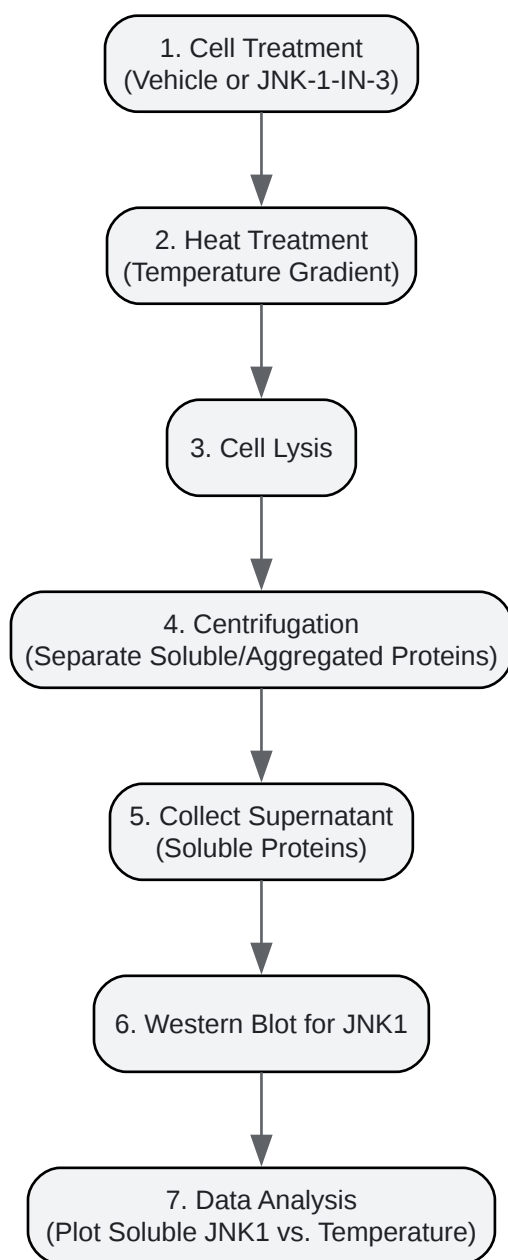 1. Cell Treatment
(Vehicle or JNK-1-IN-3)
2. Heat Treatment
(Temperature Gradient)
3. Cell Lysis
4. Centrifugation
(Separate Soluble/Aggregated Proteins)
5. Collect Supernatant
(Soluble Proteins)
6. Western Blot for JNK1
7. Data Analysis
(Plot Soluble JNK1 vs. Temperature)